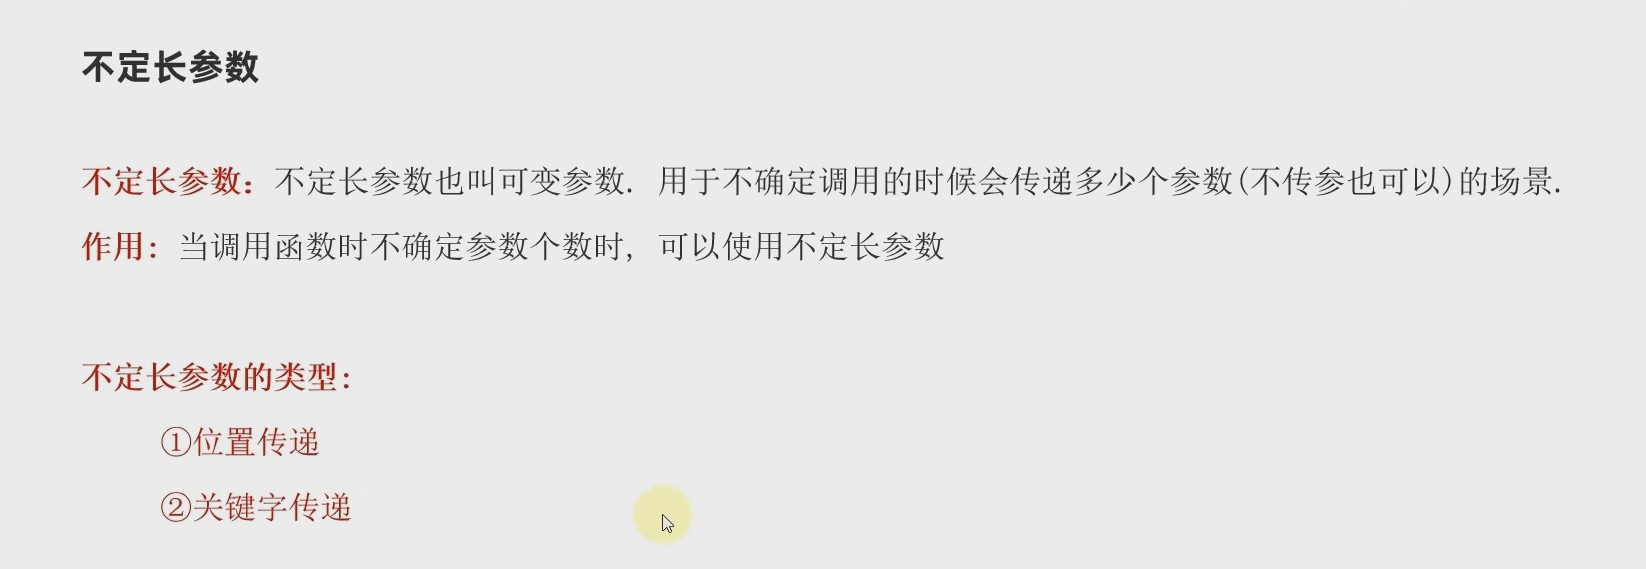 不定长参数
不定长参数：不定长参数也叫可变参数. 用于不确定调用的时候会传递多少个参数(不传参也可以)的场景.
作用：当调用函数时不确定参数个数时, 可以使用不定长参数
不定长参数的类型：
①位置传递
②关键字传递